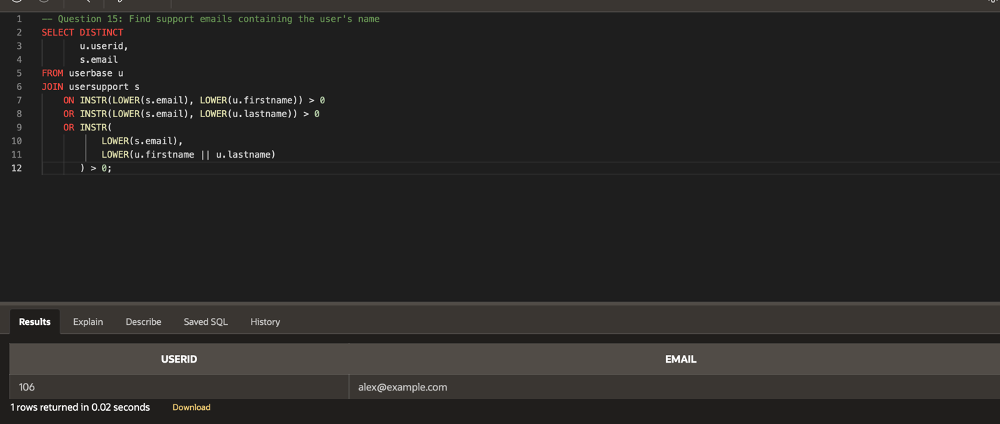 1 -- Question 15: Find support emails containing the user's name
2 SELECT DISTINCT
3 u.userid,
4 s.email
5 FROM userbase u
6 JOIN usersupport s
7 ON INSTR(LOWER(s.email), LOWER(u.firstname)) > 0
8 OR INSTR(LOWER(s.email), LOWER(u.lastname)) > 0
9 OR INSTR(
10 LOWER(s.email),
11 LOWER(u.firstname || u.lastname)
12 ) > 0;
Results Explain Describe Saved SQL History
USERID EMAIL
106 alex@example.com
1 rows returned in 0.02 seconds Download